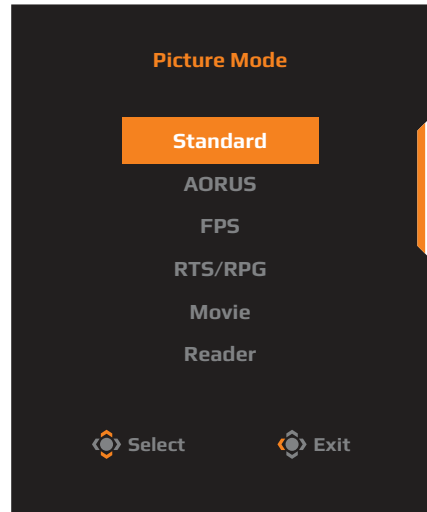 Picture Mode
Standard
AORUS
FPS
RTS/RPG
Movie
Reader
Select Exit